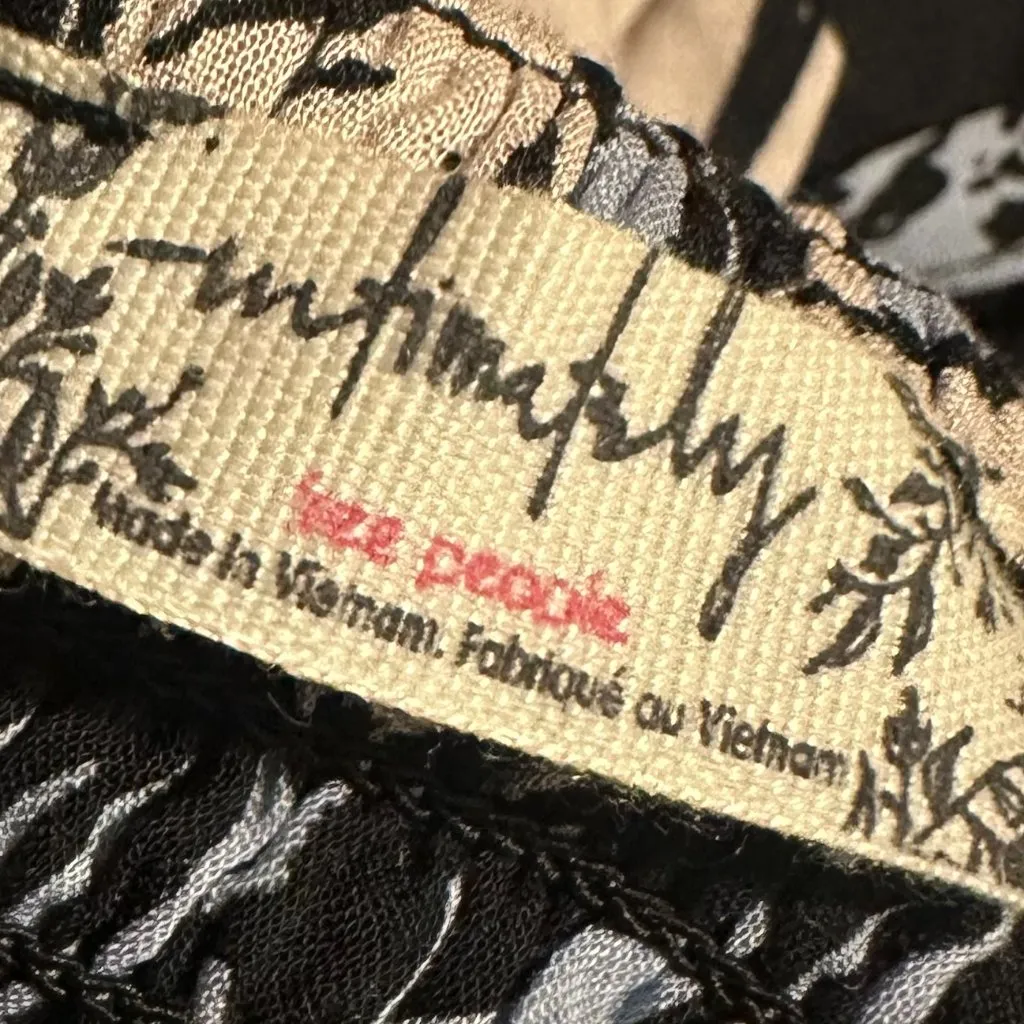 Intimately
free people
Made in Vietnam. Fabriqué au Vietnam